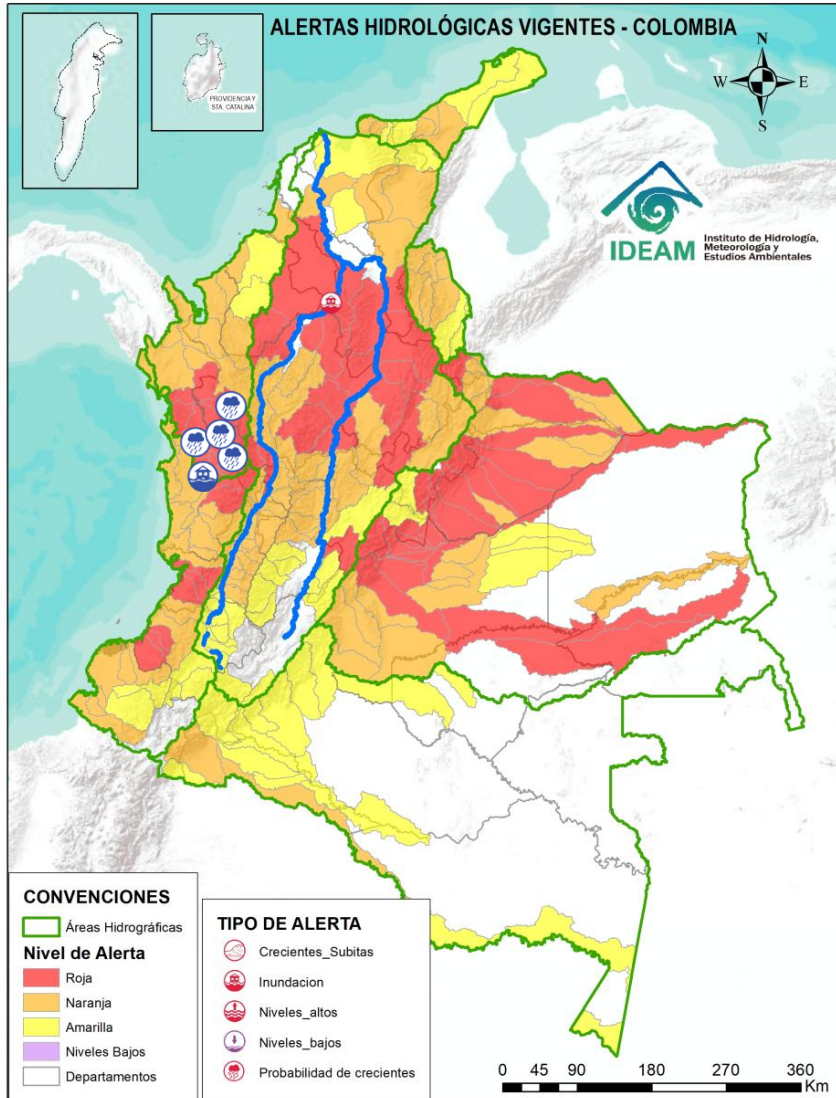 ALERTAS HIDROLÓGICAS VIGENTES - COLOMBIA
PROVIDENCIA Y
STA. CATALINA
N
W
E
S
IDEAM
Instituto de Hidrología,
Meteorología y
Estudios Ambientales
CONVENCIONES
Áreas Hidrográficas
Nivel de Alerta
Roja
Naranja
Amarilla
Niveles Bajos
Departamentos
TIPO DE ALERTA
Crecientes_Subitas
Inundacion
Niveles_altos
Niveles_bajos
Probabilidad de crecientes
0 45 90 180 270 360
Km